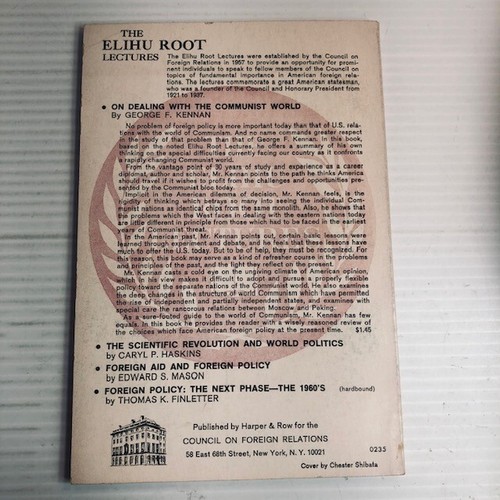 THE
ELIHU ROOT
LECTURES
The Elihu Root Lectures were established by the Council on
Foreign Relations in 1957 to provide an opportunity for prom-
inent individuals to speak to fellow members of the Council on
topics of fundamental importance in American foreign rela-
tions. The lectures commemorate a great American statesman,
who was a founder of the Council and Honorary President from
1921 to 1937.
• ON DEALING WITH THE COMMUNIST WORLD
By GEORGE F. KENNAN
No problem of foreign policy is more important today than that of U.S. rela-
tions with the world of Communism. And no name commands greater respect
in the study of that problem than that of George F. Kennan. In this book,
based on the noted Elihu Root Lectures, he offers a summary of his own
thinking on the special difficulties currently facing our country as it confronts
a rapidly-changing Communist world.
From the vantage point of 30 years of study and experience as a career
diplomat, author and scholar, Mr. Kennan points to the path he thinks America
should travel if it wishes to profit from the challenges and opportunities pre-
sented by the Communist bloc today.
Implicit in the American dilemma of decision, Mr. Kennan feels, is the
rigidity of thinking which betrays so many into seeing the individual Com-
munist nations as identical chips from the same monolith. Also, he shows that
the problems which the West faces in dealing with the eastern nations today
are little different in principle from those which had to be faced in the earliest
years of Communist threat.
In the American past, Mr. Kennan points out, certain basic lessons were
learned through experiment and debate, and he feels that these lessons have
much to offer the U.S. today. But to be of help, they must be recognized. For
this reason, this book may serve as a kind of refresher course in the problems
and principles of the past, and the light they reflect on the present.
Mr. Kennan casts a cold eye on the ungiving climate of American opinion,
which in his view makes it difficult to adopt and pursue a properly flexible
policy toward the separate nations of the Communist world. He also examines
the deep changes in the structure of world Communism which have permitted
the rise of independent and partially independent states, and examines with
special care the rancorous relations between Moscow and Peking.
As a sure-footed guide to the world of Communism, Mr. Kennan has few
equals. In this book he provides the reader with a wisely reasoned review of
the choices which face American foreign policy at the present time. $1.45
• THE SCIENTIFIC REVOLUTION AND WORLD POLITICS
by CARYL P. HASKINS
• FOREIGN AID AND FOREIGN POLICY
by EDWARD S. MASON
• FOREIGN POLICY: THE NEXT PHASE—THE 1960'S (hardbound)
by THOMAS K. FINLETTER
Published by Harper & Row for the
COUNCIL ON FOREIGN RELATIONS
58 East 68th Street, New York, N. Y. 10021
0235
Cover by Chester Shibata